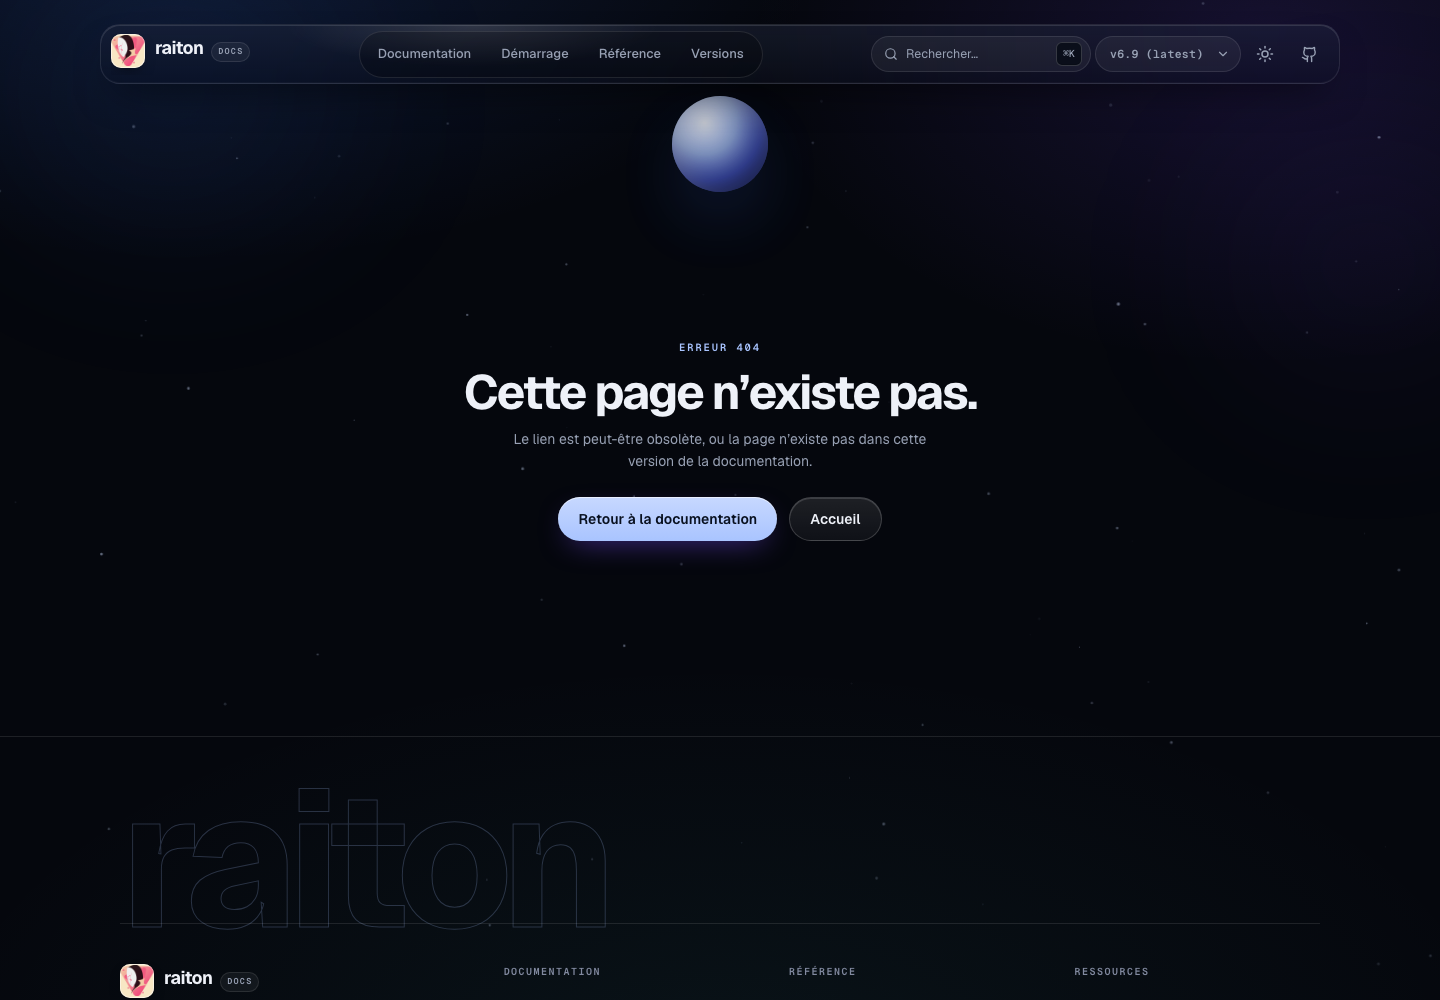 raiton DOCS
Documentation Démarrage Référence Versions
Rechercher… ⌘K
v6.9 (latest)
ERREUR 404
Cette page n’existe pas.
Le lien est peut-être obsolète, ou la page n’existe pas dans cette
version de la documentation.
Retour à la documentation
Accueil
raiton
raiton DOCS
DOCUMENTATION
RÉFÉRENCE
RESSOURCES